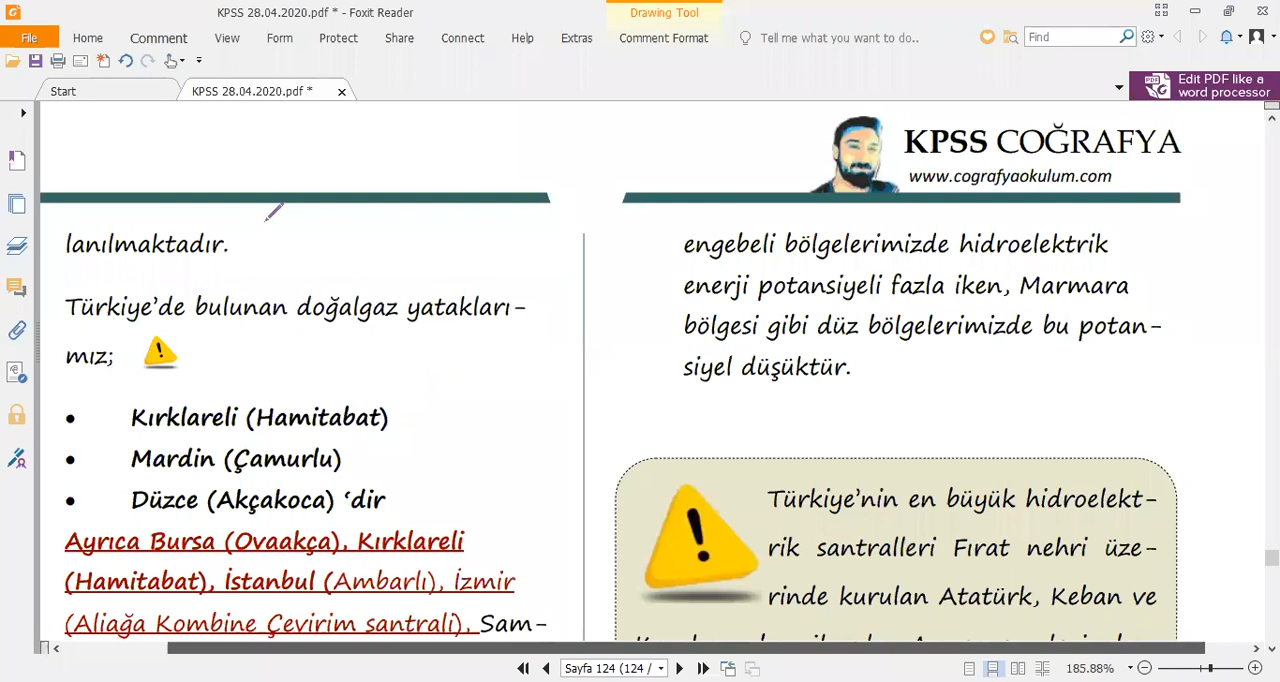 KPSS 28.04.2020.pdf * - Foxit Reader
Drawing Tool
File Home Comment View Form Protect Share Connect Help Extras Comment Format Tell me what you want to do.. Find
Start KPSS 28.04.2020.pdf *
Edit PDF like a
word processor
KPSS COĞRAFYA
www.cografyaokulum.com
lanılmaktadır.
Türkiye'de bulunan doğalgaz yatakları-
mız;
• Kırklareli (Hamitabat)
• Mardin (Çamurlu)
• Düzce (Akçakoca) 'dir
Ayrıca Bursa (Ovaakça), Kırklareli
(Hamitabat), İstanbul (Ambarlı), İzmir
(Aliağa Kombine Çevirim santrali), Sam-
engebeli bölgelerimizde hidroelektrik
enerji potansiyeli fazla iken, Marmara
bölgesi gibi düz bölgelerimizde bu potan-
siyel düşüktür.
Türkiye'nin en büyük hidroelekt-
rik santralleri Fırat nehri üze-
rinde kurulan Atatürk, Keban ve
Sayfa 124 (124 /
185.88%